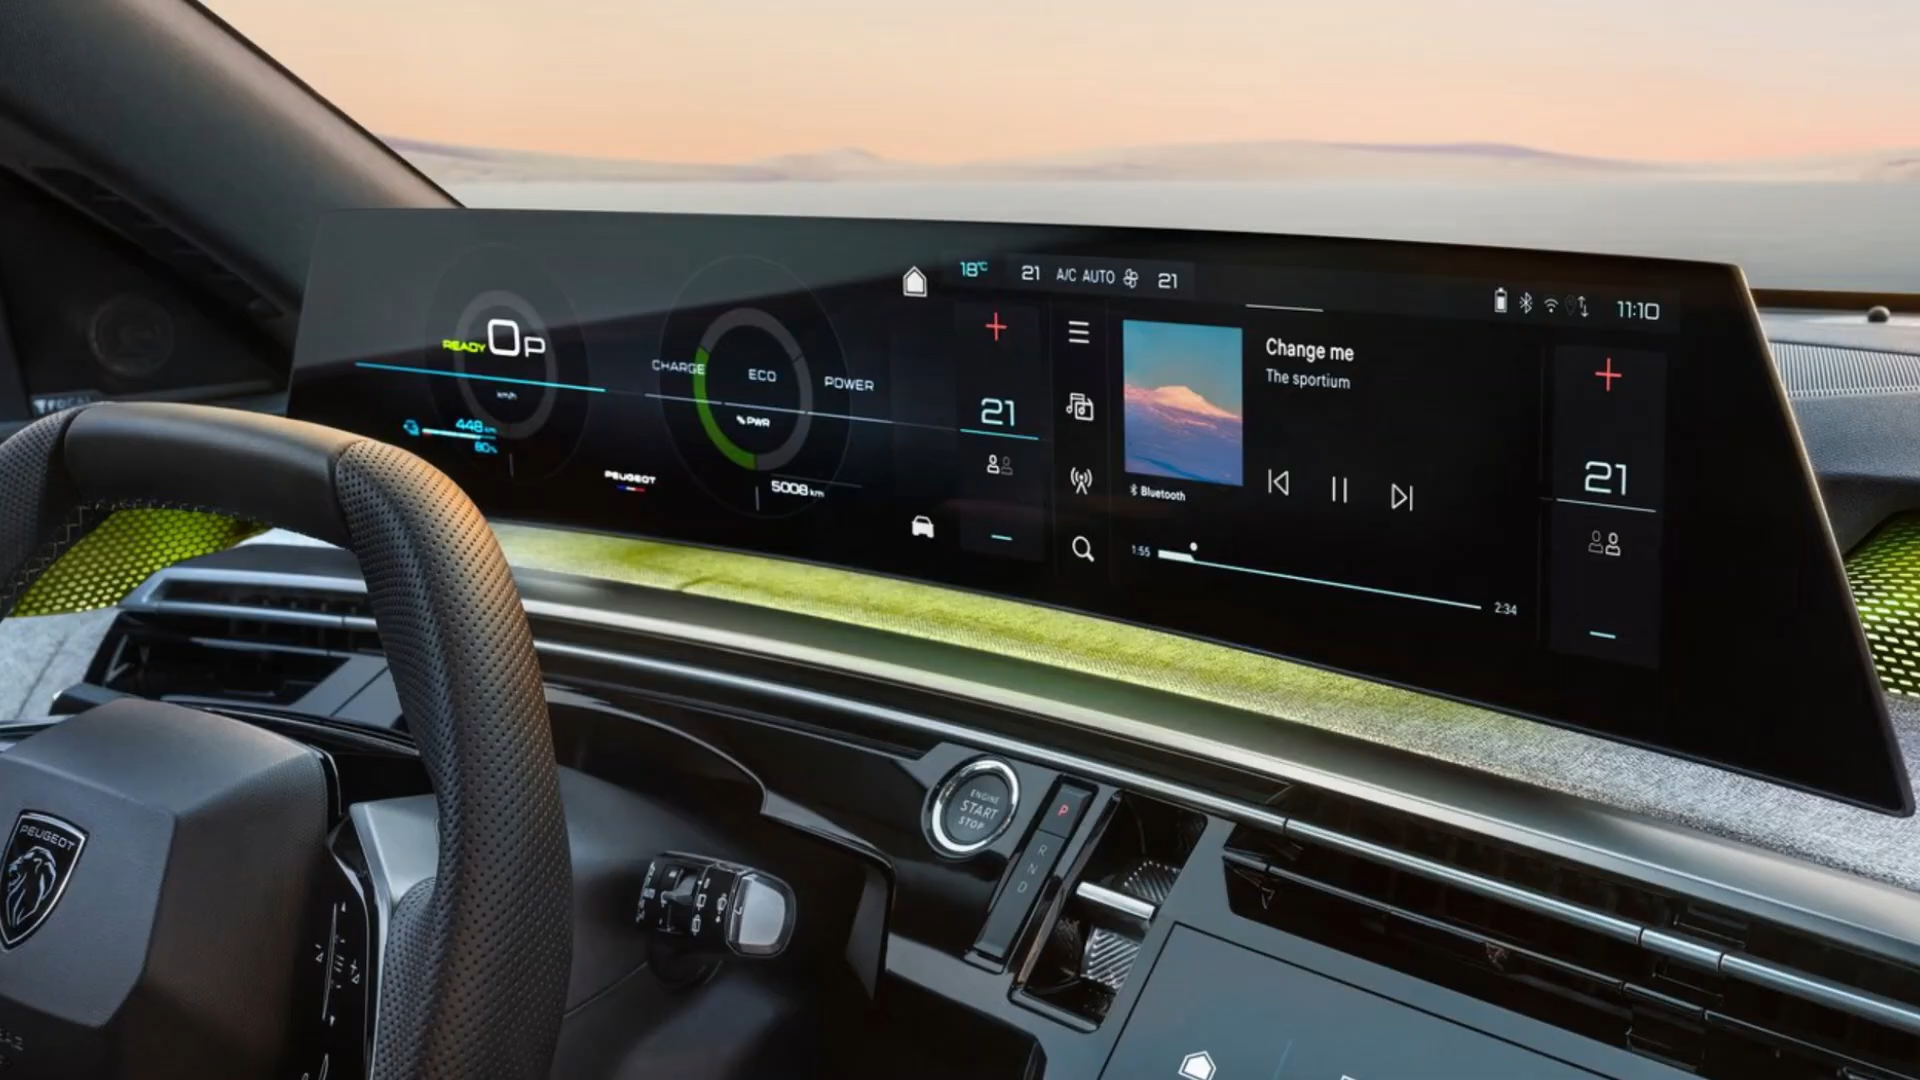 18°C
21 A/C AUTO 21
11:10
READY 0 P
km/h
448 km
80%
PEUGEOT
CHARGE
ECO
POWER
% PWR
5008 km
21
Change me
The sportium
Bluetooth
1:55
2:34
21
FOCAL
ENGINE
START
STOP
P
R
N
D
PEUGEOT